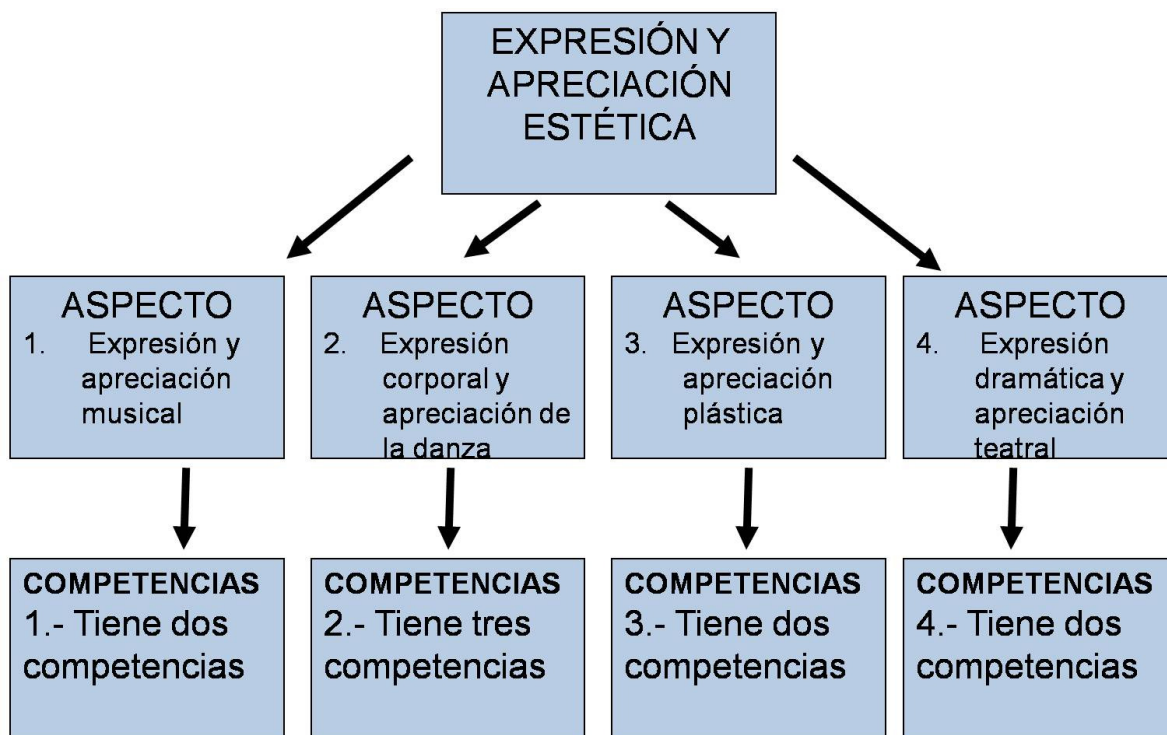 EXPRESIÓN Y
APRECIACIÓN
ESTÉTICA
ASPECTO
1. Expresión y
apreciación
musical
ASPECTO
2. Expresión
corporal y
apreciación de
la danza
ASPECTO
3. Expresión y
apreciación
plástica
ASPECTO
4. Expresión
dramática y
apreciación
teatral
COMPETENCIAS
1.- Tiene dos
competencias
COMPETENCIAS
2.- Tiene tres
competencias
COMPETENCIAS
3.- Tiene dos
competencias
COMPETENCIAS
4.- Tiene dos
competencias